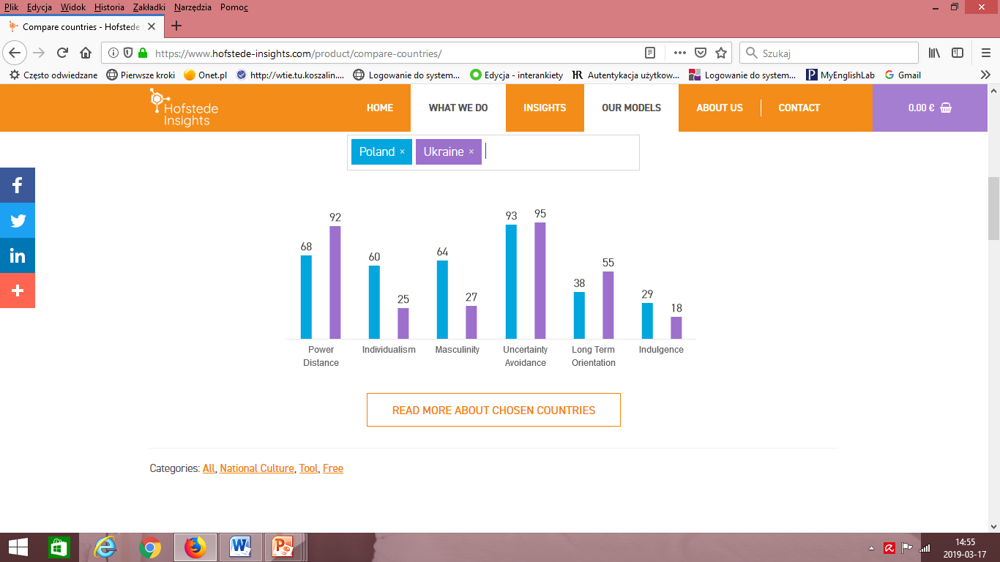 Plik Edycja Widok Historia Zakładki Narzędzia Pomoc
Compare countries - Hofstede
https://www.hofstede-insights.com/product/compare-countries/
Szukaj
Często odwiedzane Pierwsze kroki Onet.pl http://wtie.tu.koszalin.... Logowanie do system... Edycja - interankiety Autentykacja użytkow... Logowanie do system... MyEnglishLab Gmail
Hofstede
Insights
HOME WHAT WE DO INSIGHTS OUR MODELS ABOUT US CONTACT 0.00 €
Poland × Ukraine ×
68 92 60 25 64 27 93 95 38 55 29 18
Power Distance
Individualism
Masculinity
Uncertainty Avoidance
Long Term Orientation
Indulgence
READ MORE ABOUT CHOSEN COUNTRIES
Categories: All, National Culture, Tool, Free
14:55
2019-03-17